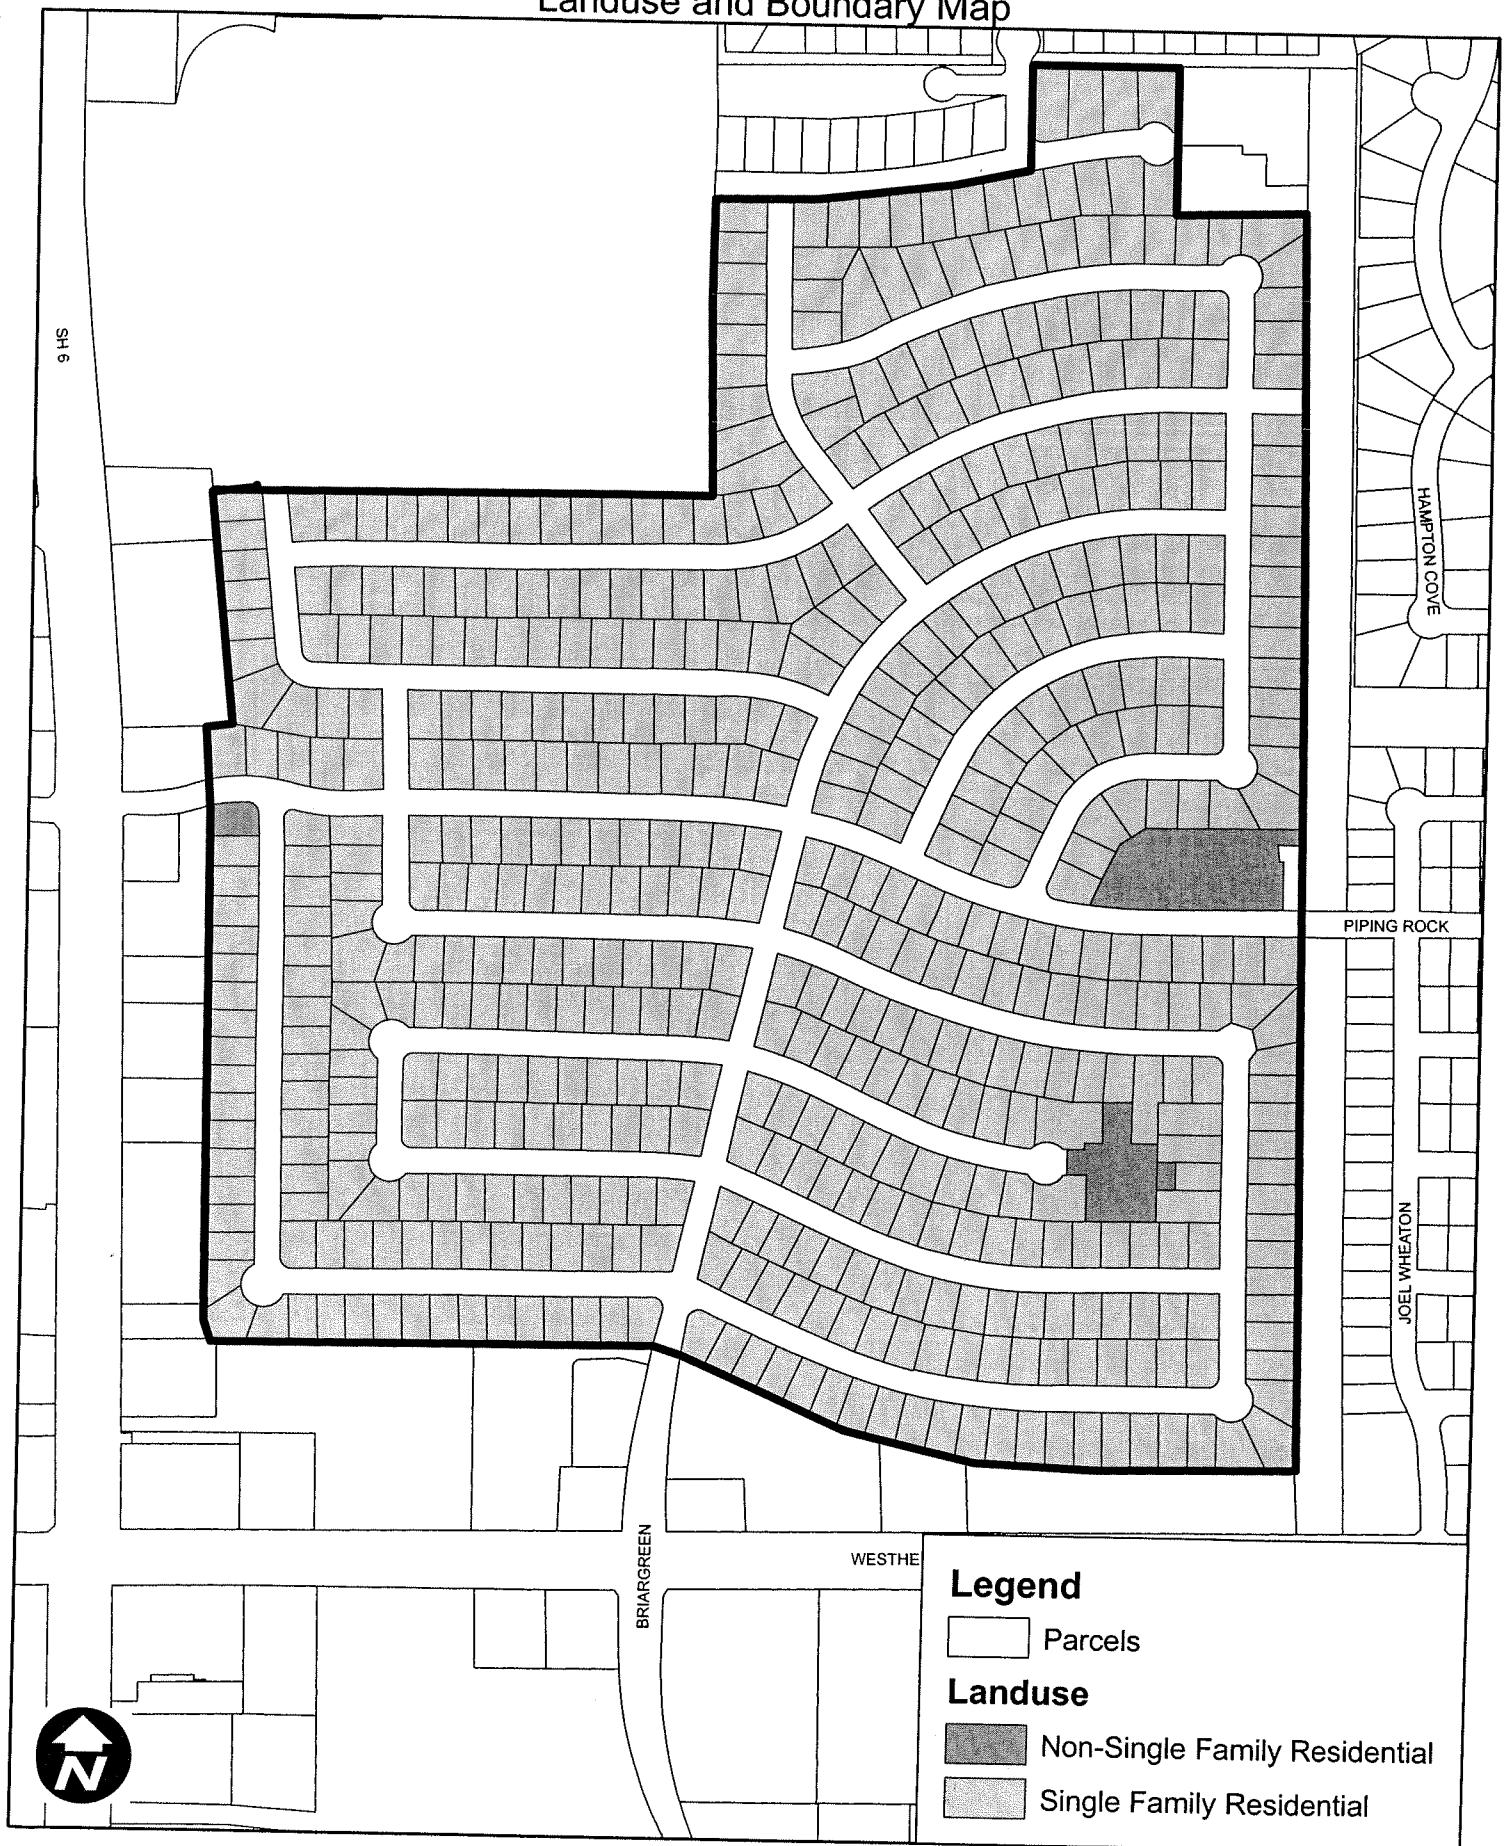 Landuse and Boundary Map
SH 6
HAMPTON COVE
PIPING ROCK
JOEL WHEATON
BRIARGREEN
WESTHE
Legend
Parcels
Landuse
Non-Single Family Residential
Single Family Residential
N